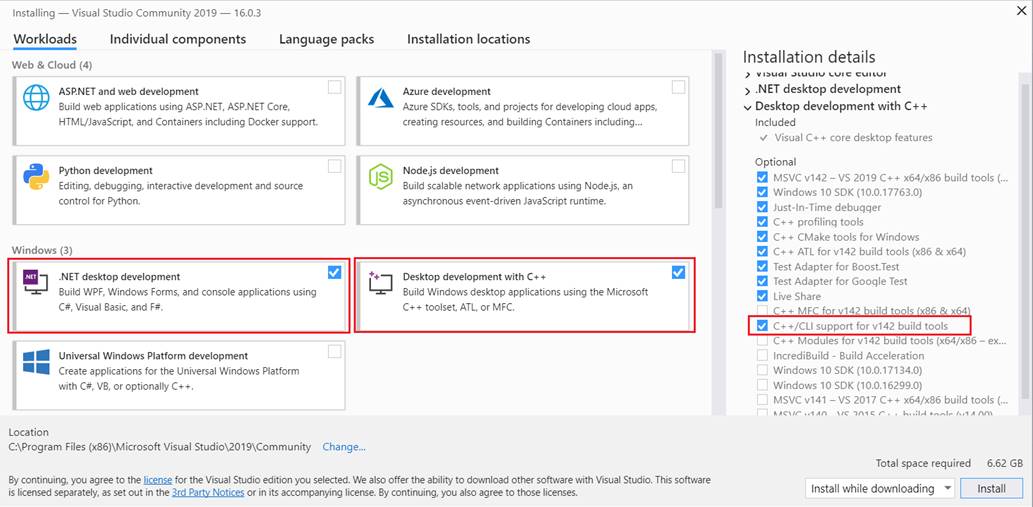 Installing — Visual Studio Community 2019 — 16.0.3
Workloads
Individual components
Language packs
Installation locations
Web & Cloud (4)
ASP.NET and web development
Build web applications using ASP.NET, ASP.NET Core,
HTML/JavaScript, and Containers including Docker support.
Azure development
Azure SDKs, tools, and projects for developing cloud apps,
creating resources, and building Containers including...
Python development
Editing, debugging, interactive development and source
control for Python.
Node.js development
Build scalable network applications using Node.js, an
asynchronous event-driven JavaScript runtime.
Windows (3)
.NET
.NET desktop development
Build WPF, Windows Forms, and console applications using
C#, Visual Basic, and F#.
Desktop development with C++
Build Windows desktop applications using the Microsoft
C++ toolset, ATL, or MFC.
Universal Windows Platform development
Create applications for the Universal Windows Platform
with C#, VB, or optionally C++.
Installation details
Visual Studio core editor
.NET desktop development
Desktop development with C++
Included
Visual C++ core desktop features
Optional
MSVC v142 – VS 2019 C++ x64/x86 build tools (...
Windows 10 SDK (10.0.17763.0)
Just-In-Time debugger
C++ profiling tools
C++ CMake tools for Windows
C++ ATL for v142 build tools (x86 & x64)
Test Adapter for Boost.Test
Test Adapter for Google Test
Live Share
C++ MFC for v142 build tools (x86 & x64)
C++/CLI support for v142 build tools
C++ Modules for v142 build tools (x64/x86 – ex...
IncrediBuild - Build Acceleration
Windows 10 SDK (10.0.17134.0)
Windows 10 SDK (10.0.16299.0)
MSVC v141 – VS 2017 C++ x64/x86 build tools (...
MSVC v140 – VS 2015 C++ build tools (v14.00)
Location
C:\Program Files (x86)\Microsoft Visual Studio\2019\Community Change...
By continuing, you agree to the license for the Visual Studio edition you selected. We also offer the ability to download other software with Visual Studio. This software
is licensed separately, as set out in the 3rd Party Notices or in its accompanying license. By continuing, you also agree to those licenses.
Total space required 6.62 GB
Install while downloading
Install